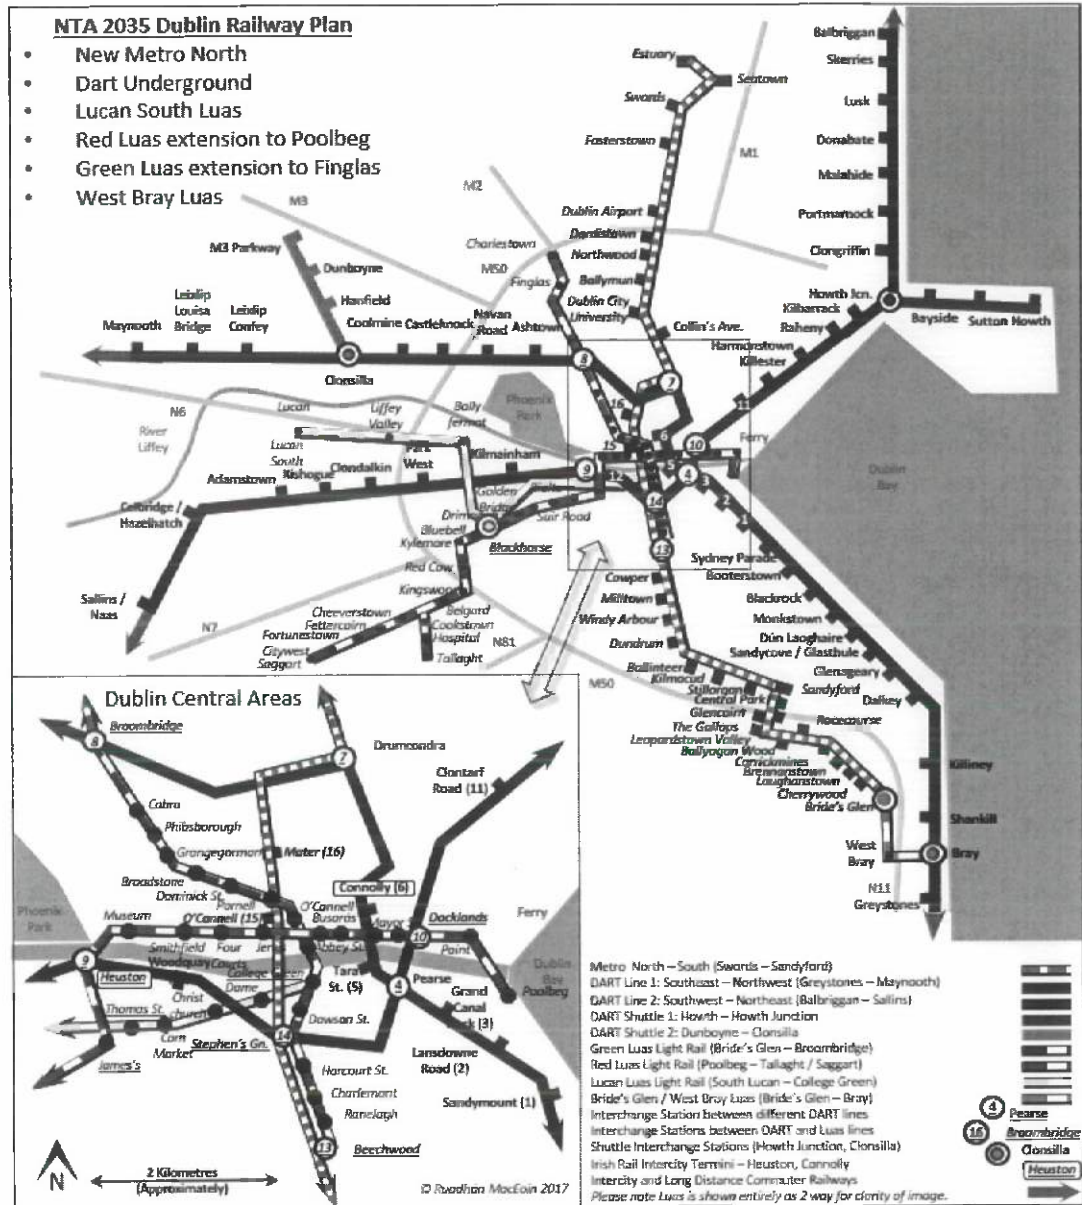 NTA 2035 Dublin Railway Plan
• New Metro North
• Dart Underground
• Lucan South Luas
• Red Luas extension to Poolbeg
• Green Luas extension to Finglas
• West Bray Luas
Estuary
Seatown
Swords
Fosterstown
M1
M2
M3
Dublin Airport
Dardistown
Northwood
Ballymun
Dublin City
University
Collin's Ave.
Charlestown
M50
Finglas
Balbriggan
Skerries
Lusk
Donabate
Malahide
Portmarnock
Clongriffin
Howth Jcn.
Kilbarrack
Raheny
Harmonstown
Killester
Bayside
Sutton Howth
M3 Parkway
Dunboyne
Hanfield
Leixlip
Louisa
Bridge
Leixlip
Confey
Maynooth
Coolmine
Castleknock
Navan
Road
Ashtown
Clonsilla
8
7
16
6
11
10
15
9
4
3
2
1
14
13
Ferry
Phoenix
Park
N6
River
Liffey
Lucan
Liffey
Valley
Bally
fermot
Lucan
South
Park
West
Kilmainham
Adamstown
Kishogue
Clondalkin
Golden
Bridge
Suir Road
Bluebell
Kylemore
Blackhorse
Red Cow
Kingswood
Celbridge /
Hazelhatch
Sallins /
Naas
N7
Cheeverstown
Fettercairn
Fortunestown
Citywest
Saggart
Belgard
Cookstown
Hospital
Tallaght
N81
M50
Dublin
Bay
Cowper
Milltown
Windy Arbour
Dundrum
Ballinteer
Kilmacud
Stillorgan
Central Park
Glencairn
The Gallops
Leopardstown Valley
Ballyogan Wood
Carrickmines
Brennanstown
Laughanstown
Cherrywood
Bride's Glen
Sandyford
Racecourse
Sydney Parade
Booterstown
Blackrock
Monkstown
Dún Laoghaire
Sandycove / Glasthule
Glenageary
Dalkey
Killiney
Shankill
West
Bray
Bray
N11
Greystones
Dublin Central Areas
Broombridge
8
7
Drumcondra
Clontarf
Road (11)
Cabra
Phibsborough
Grangegorman
Mater (16)
Broadstone
Dominick St.
Parnell
Connolly (6)
O'Connell (15)
O'Connell
Busaras
Mayor
Docklands
Ferry
Phoenix
Park
Museum
Smithfield
Four
Courts
Jervis
Abbey St.
10
Point
9
Heuston
Woodquay
College Green
Tara
St. (5)
4
Pearse
Dublin
Bay
Poolbeg
Christ
church
Dame
Dawson St.
Grand
Canal
Dock (3)
Thomas St.
Corn
Market
14
Stephen's Gn.
James's
Harcourt St.
Charlemont
Ranelagh
Lansdowne
Road (2)
Sandymount (1)
13
Beechwood
N
2 Kilometres
(Approximately)
© Ruadhán MacEoin 2017
Metro North – South (Swords – Sandyford)
DART Line 1: Southeast - Northwest (Greystones – Maynooth)
DART Line 2: Southwest – Northeast (Balbriggan – Sallins)
DART Shuttle 1: Howth – Howth Junction
DART Shuttle 2: Dunboyne – Clonsilla
Green Luas Light Rail (Bride's Glen – Broombridge)
Red Luas Light Rail (Poolbeg – Tallaght / Saggart)
Lucan Luas Light Rail (South Lucan – College Green)
Bride's Glen / West Bray Luas (Bride's Glen – Bray)
Interchange Station between different DART lines
Interchange Stations between DART and Luas lines
Shuttle Interchange Stations (Howth Junction, Clonsilla)
Irish Rail Intercity Termini – Heuston, Connolly
Intercity and Long Distance Commuter Railways
Please note Luas is shown entirely as 2 way for clarity of image.
4 Pearse
16 Broombridge
Clonsilla
Heuston